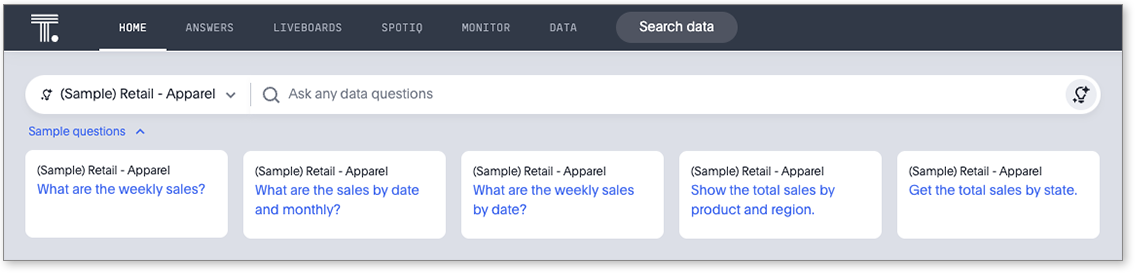 HOME ANSWERS LIVEBOARDS SPOTIQ MONITOR DATA Search data
(Sample) Retail - Apparel Ask any data questions
Sample questions
(Sample) Retail - Apparel
What are the weekly sales?
(Sample) Retail - Apparel
What are the sales by date
and monthly?
(Sample) Retail - Apparel
What are the weekly sales
by date?
(Sample) Retail - Apparel
Show the total sales by
product and region.
(Sample) Retail - Apparel
Get the total sales by state.